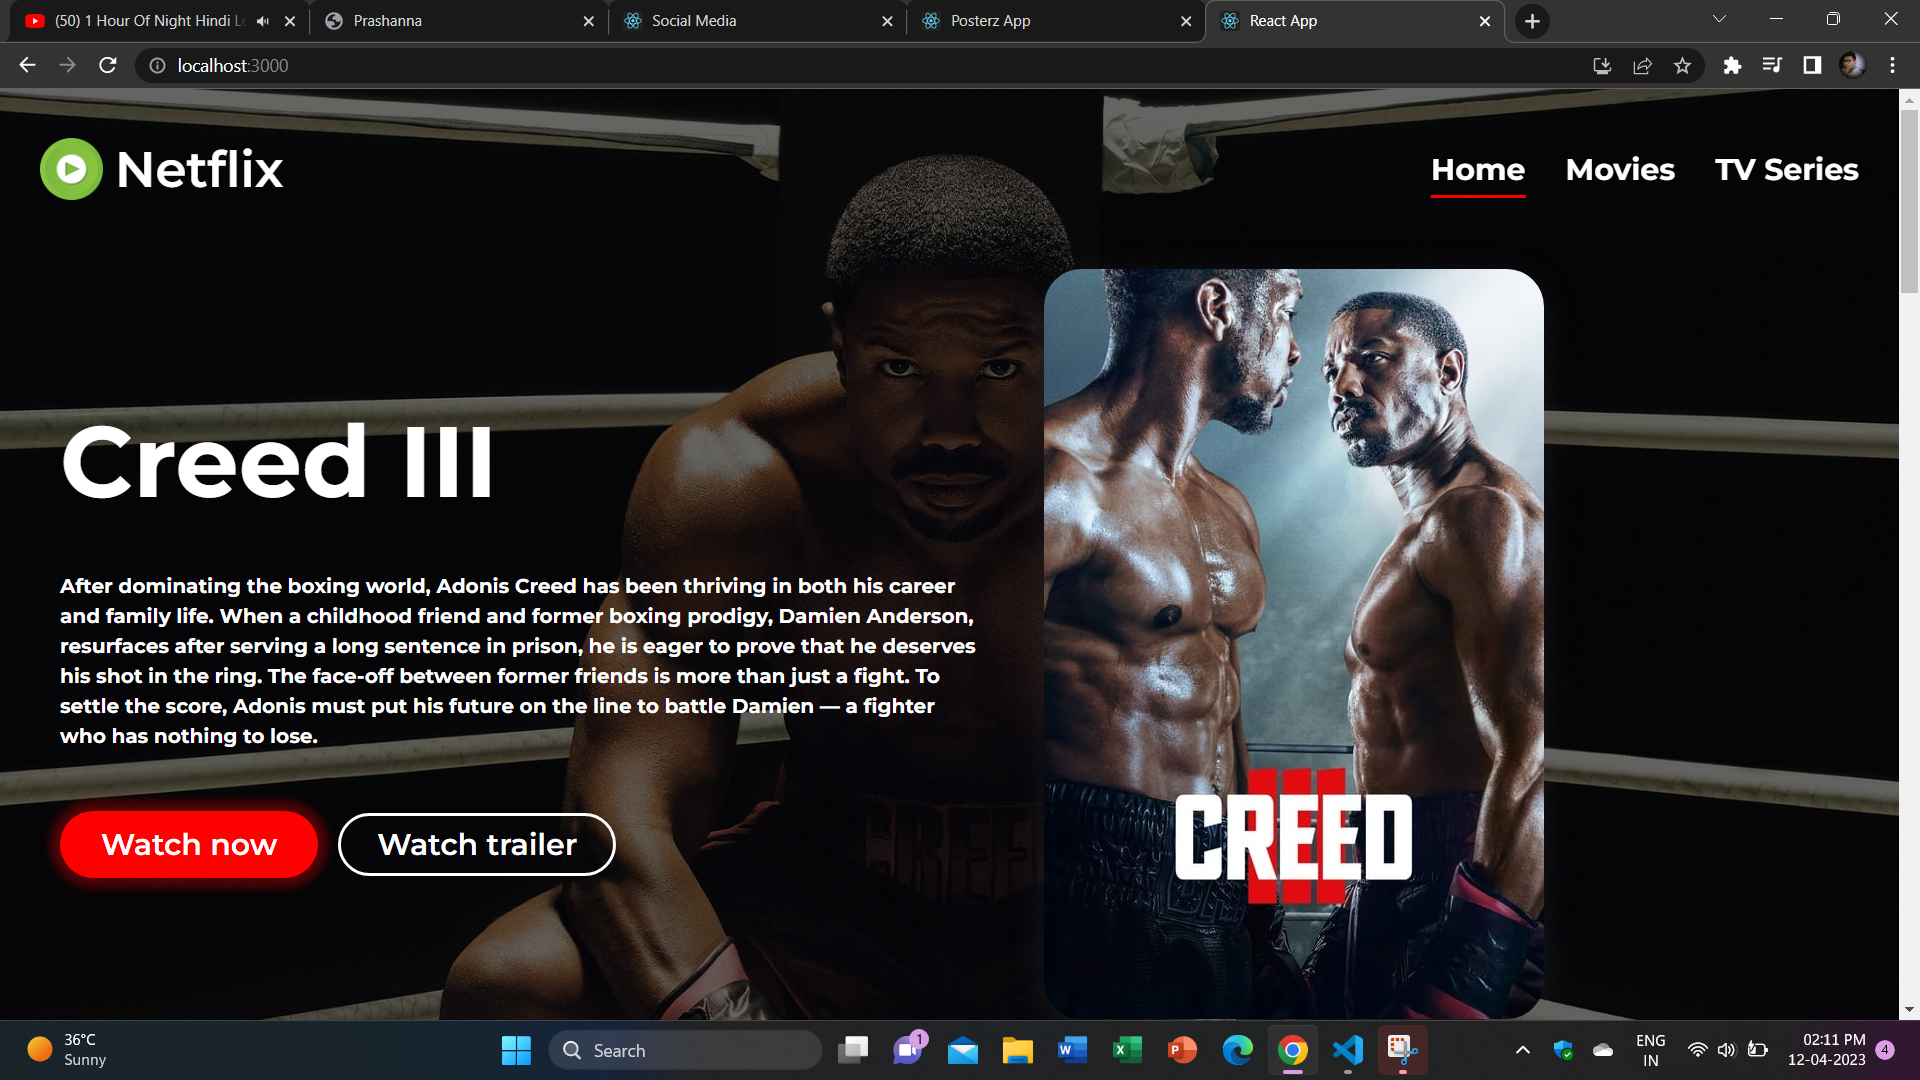 (50) 1 Hour Of Night Hindi Lo
Prashanna
Social Media
Posterz App
React App
localhost:3000
Netflix
Home
Movies
TV Series
Creed III
After dominating the boxing world, Adonis Creed has been thriving in both his career
and family life. When a childhood friend and former boxing prodigy, Damien Anderson,
resurfaces after serving a long sentence in prison, he is eager to prove that he deserves
his shot in the ring. The face-off between former friends is more than just a fight. To
settle the score, Adonis must put his future on the line to battle Damien — a fighter
who has nothing to lose.
Watch now
Watch trailer
CREED
III
CREED
36°C
Sunny
Search
1
ENG
IN
02:11 PM
12-04-2023
4